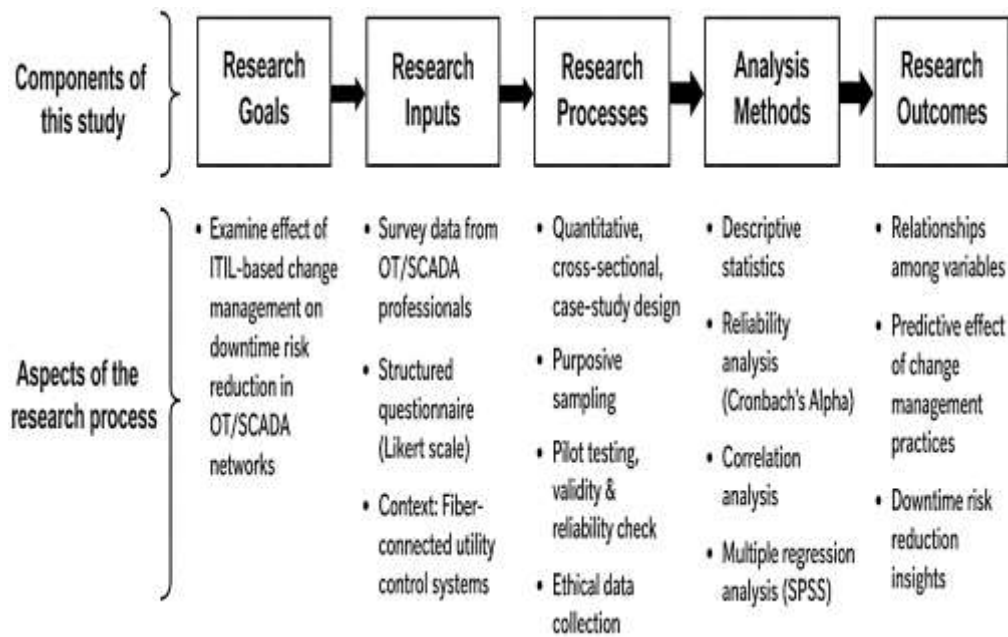 Components of
this study
Research
Goals
Research
Inputs
Research
Processes
Analysis
Methods
Research
Outcomes
Aspects of the
research process
• Examine effect of
ITIL-based change
management on
downtime risk
reduction in
OT/SCADA
networks
• Survey data from
OT/SCADA
professionals
• Structured
questionnaire
(Likert scale)
• Context: Fiber-
connected utility
control systems
• Quantitative,
cross-sectional,
case-study design
• Purposive
sampling
• Pilot testing,
validity &
reliability check
• Ethical data
collection
• Descriptive
statistics
• Reliability
analysis
(Cronbach's Alpha)
• Correlation
analysis
• Multiple regression
analysis (SPSS)
• Relationships
among variables
• Predictive effect
of change
management
practices
• Downtime risk
reduction
insights